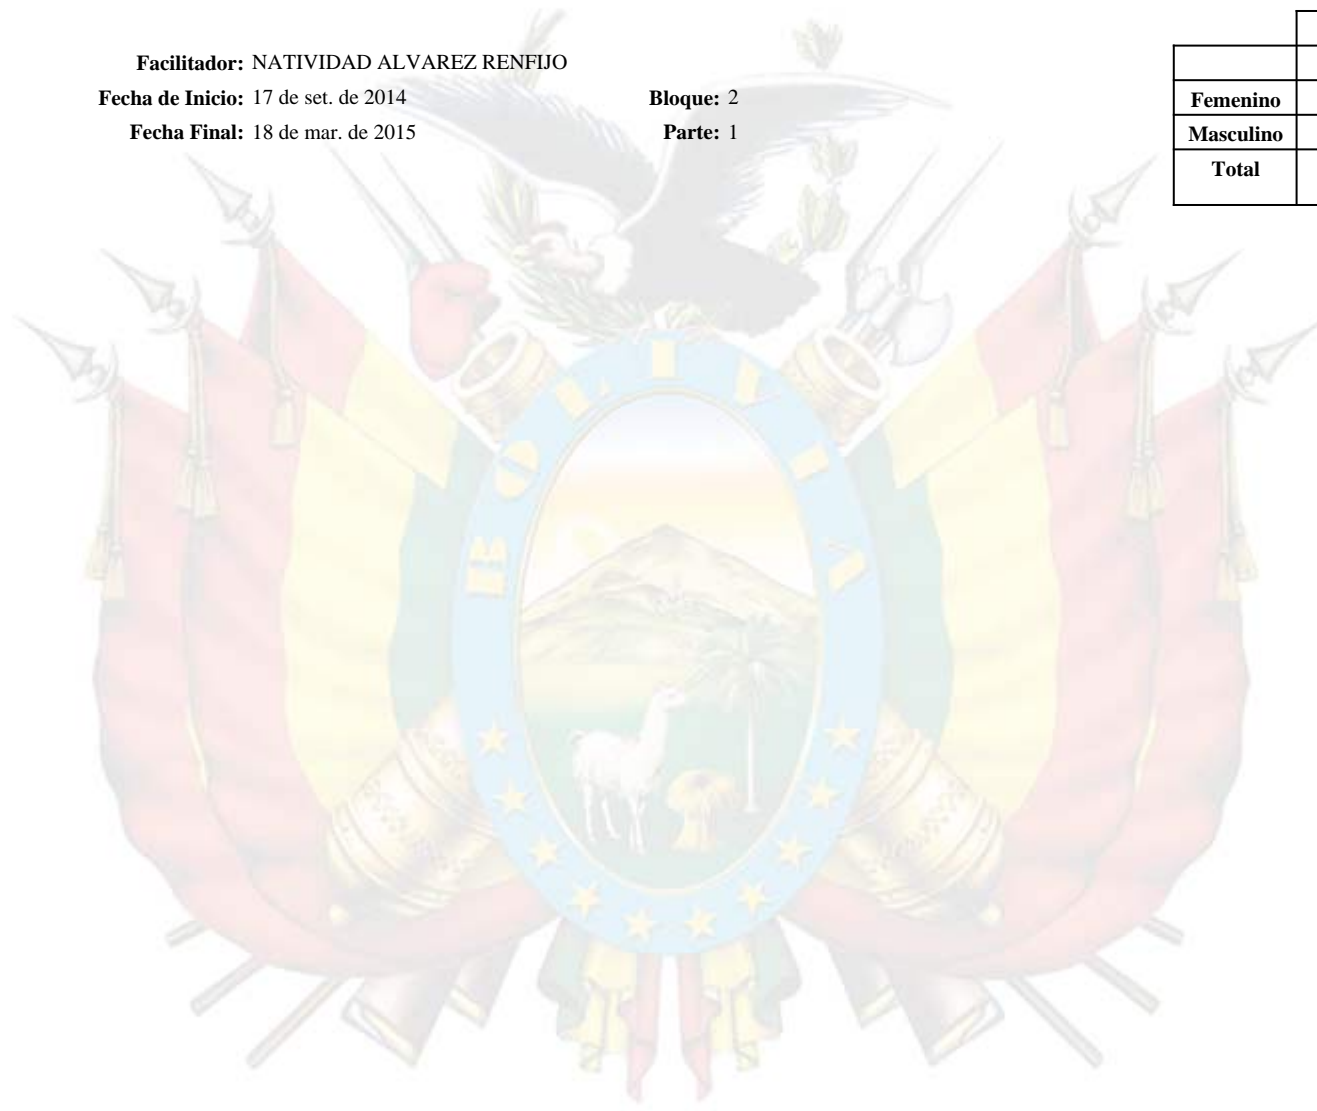 Facilitador: NATIVIDAD ALVAREZ RENFIJO
Fecha de Inicio: 17 de set. de 2014 Bloque: 2
Fecha Final: 18 de mar. de 2015 Parte: 1
Femenino
Masculino
Total
BOLIVIA